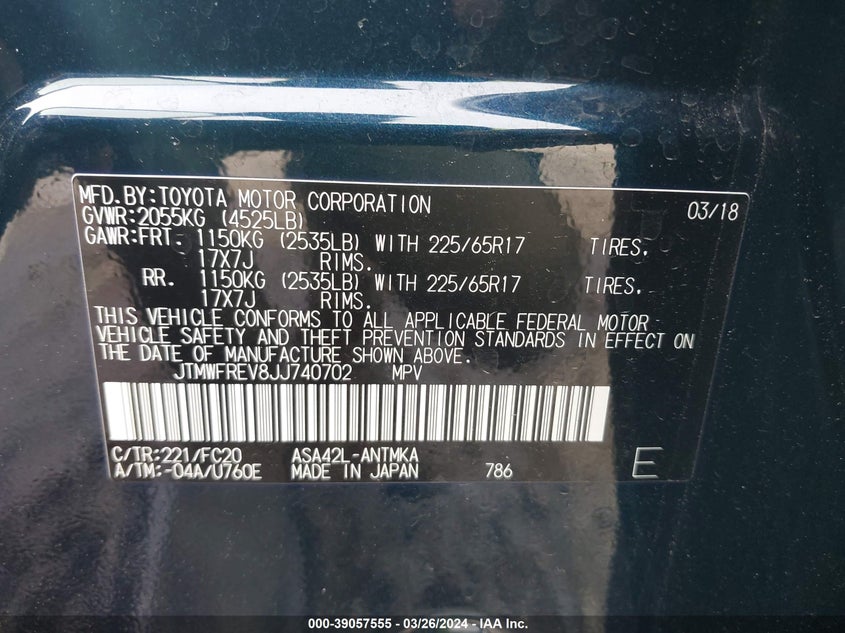 MFD.BY:TOYOTA MOTOR CORPORATION 03/18
GVWR:2055KG (4525LB)
GAWR:FRT. 1150KG (2535LB) WITH 225/65R17 TIRES.
17X7J RIMS.
RR. 1150KG (2535LB) WITH 225/65R17 TIRES.
17X7J RIMS.
THIS VEHICLE CONFORMS TO ALL APPLICABLE FEDERAL MOTOR
VEHICLE SAFETY AND THEFT PREVENTION STANDARDS IN EFFECT ON
THE DATE OF MANUFACTURE SHOWN ABOVE.
JTMWFREV8JJ740702 MPV
C/TR:221/FC20 ASA42L-ANTMKA
A/TM:-04A/U760E MADE IN JAPAN 786 E
000-39057555 - 03/26/2024 - IAA Inc.